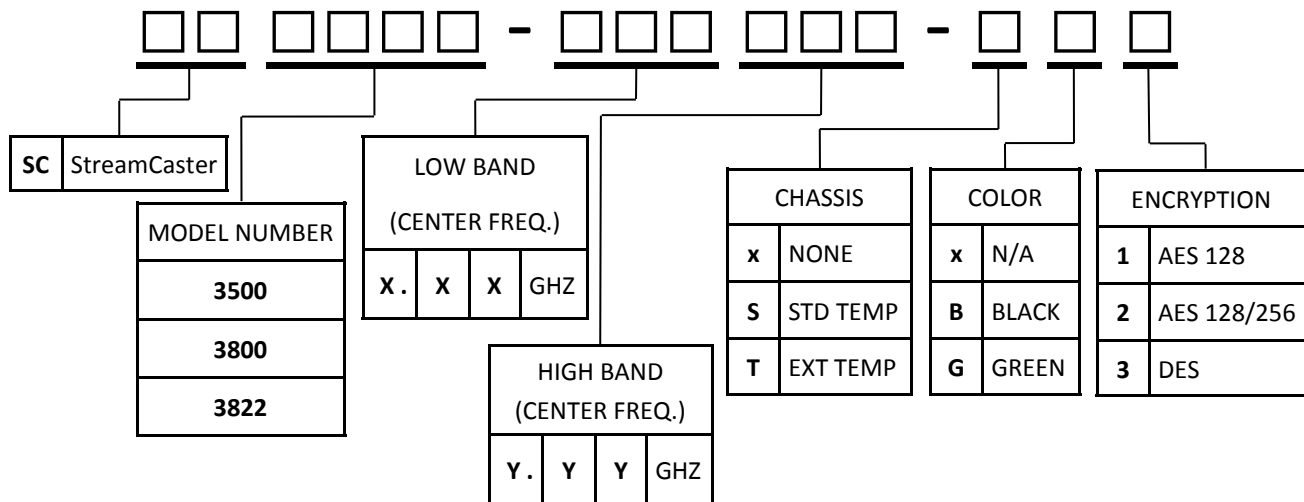 SC StreamCaster
MODEL NUMBER
3500
3800
3822
LOW BAND
(CENTER FREQ.)
X. X X GHZ
HIGH BAND
(CENTER FREQ.)
Y. Y Y GHZ
CHASSIS
x NONE
S STD TEMP
T EXT TEMP
COLOR
x N/A
B BLACK
G GREEN
ENCRYPTION
1 AES 128
2 AES 128/256
3 DES